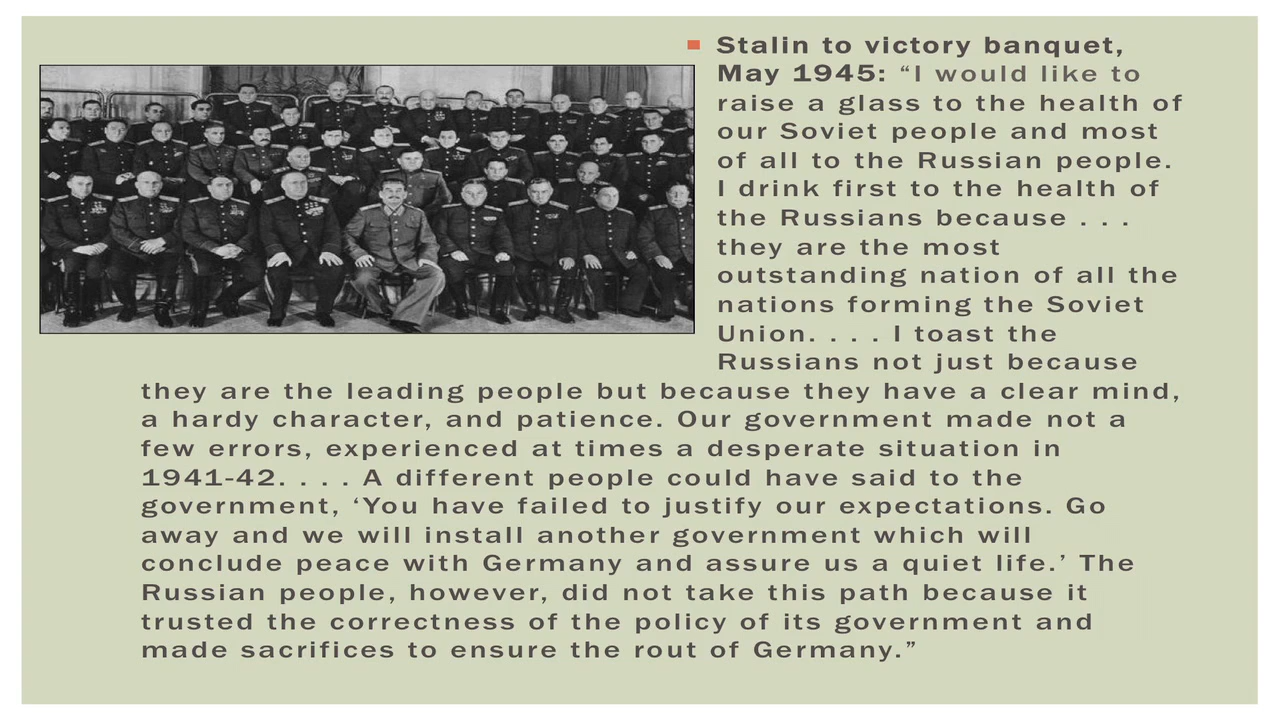 Stalin to victory banquet,
May 1945: “I would like to
raise a glass to the health of
our Soviet people and most
of all to the Russian people.
I drink first to the health of
the Russians because . . .
they are the most
outstanding nation of all the
nations forming the Soviet
Union. . . . I toast the
Russians not just because
they are the leading people but because they have a clear mind,
a hardy character, and patience. Our government made not a
few errors, experienced at times a desperate situation in
1941-42. . . . A different people could have said to the
government, ‘You have failed to justify our expectations. Go
away and we will install another government which will
conclude peace with Germany and assure us a quiet life.’ The
Russian people, however, did not take this path because it
trusted the correctness of the policy of its government and
made sacrifices to ensure the rout of Germany.”